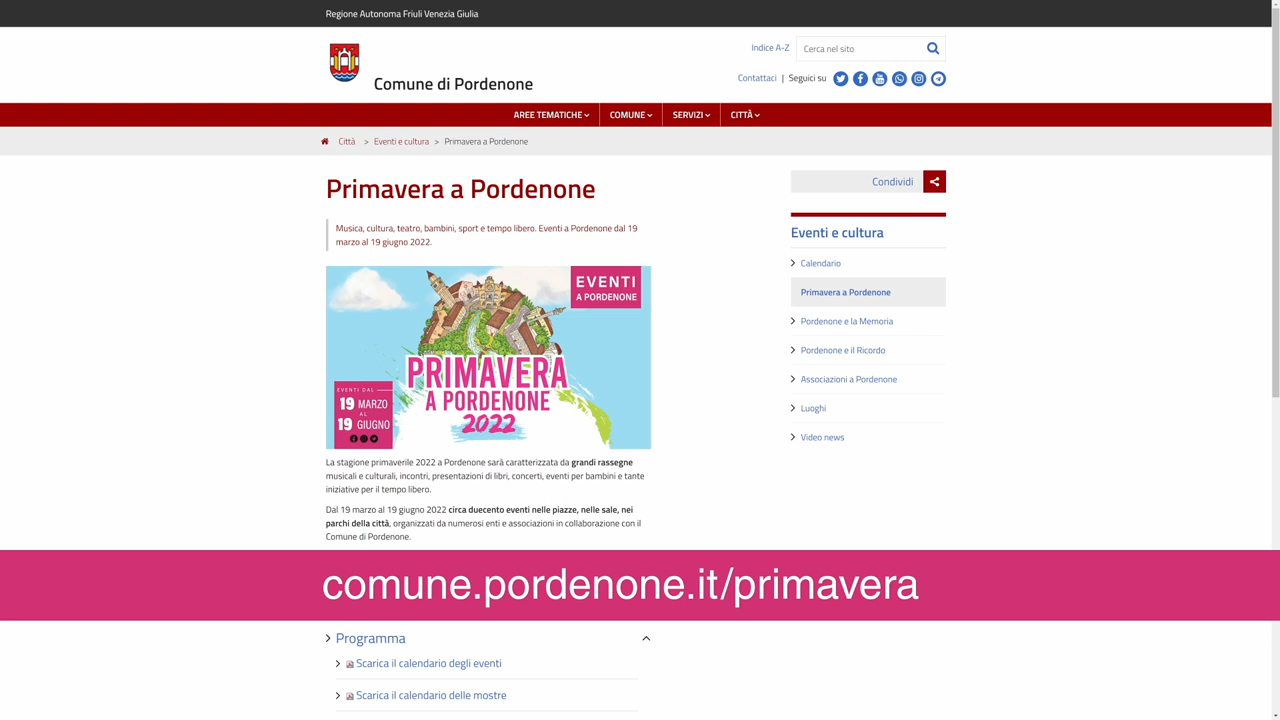 Regione Autonoma Friuli Venezia Giulia
Indice A-Z
Cerca nel sito
Comune di Pordenone
Contattaci | Seguici su
AREE TEMATICHE
COMUNE
SERVIZI
CITTÀ
Città > Eventi e cultura > Primavera a Pordenone
Primavera a Pordenone
Musica, cultura, teatro, bambini, sport e tempo libero. Eventi a Pordenone dal 19
marzo al 19 giugno 2022.
EVENTI
A PORDENONE
PRIMAVERA
A PORDENONE
2022
EVENTI DAL
19 MARZO
AL
19 GIUGNO
La stagione primaverile 2022 a Pordenone sarà caratterizzata da grandi rassegne
musicali e culturali, incontri, presentazioni di libri, concerti, eventi per bambini e tante
iniziative per il tempo libero.
Dal 19 marzo al 19 giugno 2022 circa duecento eventi nelle piazze, nelle sale, nei
parchi della città, organizzati da numerosi enti e associazioni in collaborazione con il
Comune di Pordenone.
Condividi
Eventi e cultura
Calendario
Primavera a Pordenone
Pordenone e la Memoria
Pordenone e il Ricordo
Associazioni a Pordenone
Luoghi
Video news
comune.pordenone.it/primavera
Programma
Scarica il calendario degli eventi
Scarica il calendario delle mostre